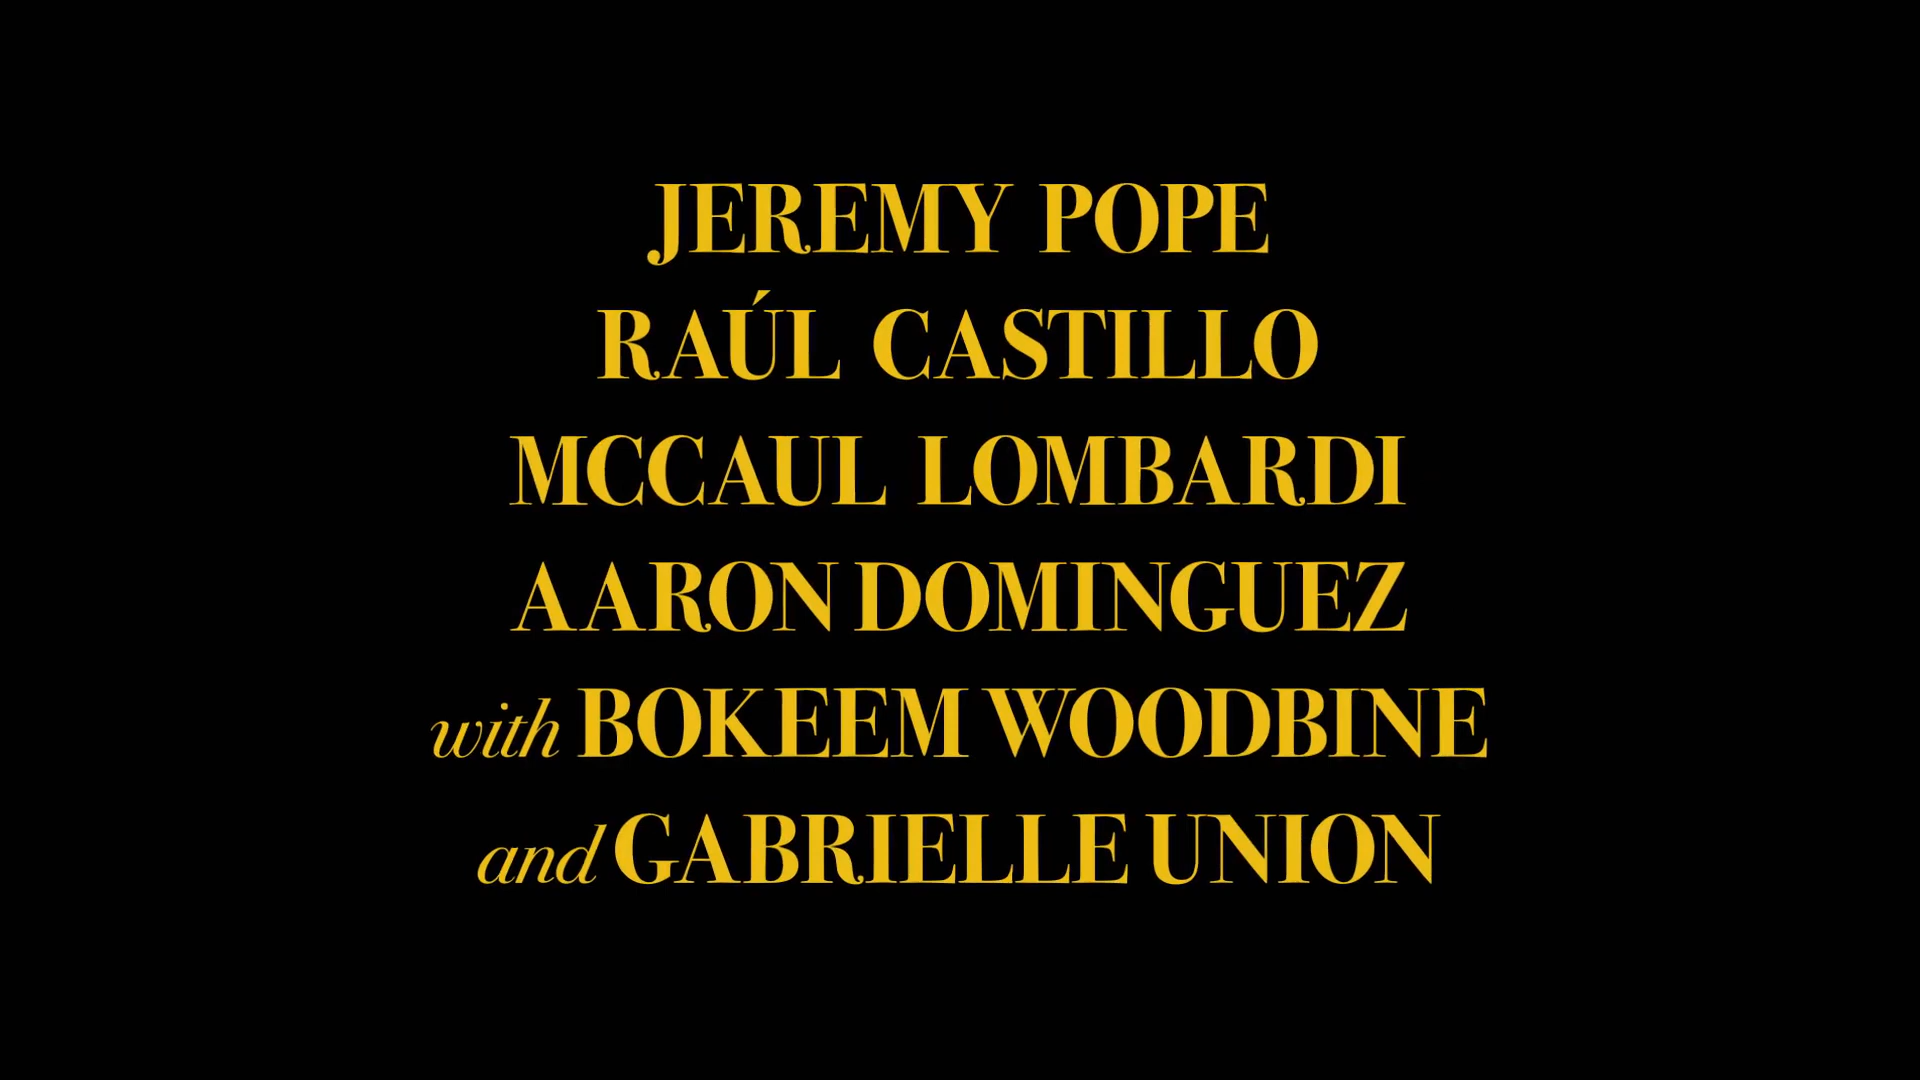 JEREMY POPE
RAÚL CASTILLO
MCCAUL LOMBARDI
AARON DOMINGUEZ
with BOKEEM WOODBINE
and GABRIELLE UNION